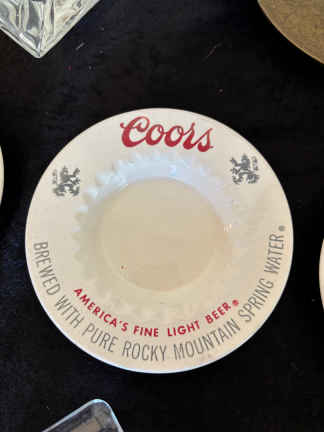 Coors
AMERICA'S FINE LIGHT BEER®
BREWED WITH PURE ROCKY MOUNTAIN SPRING WATER®